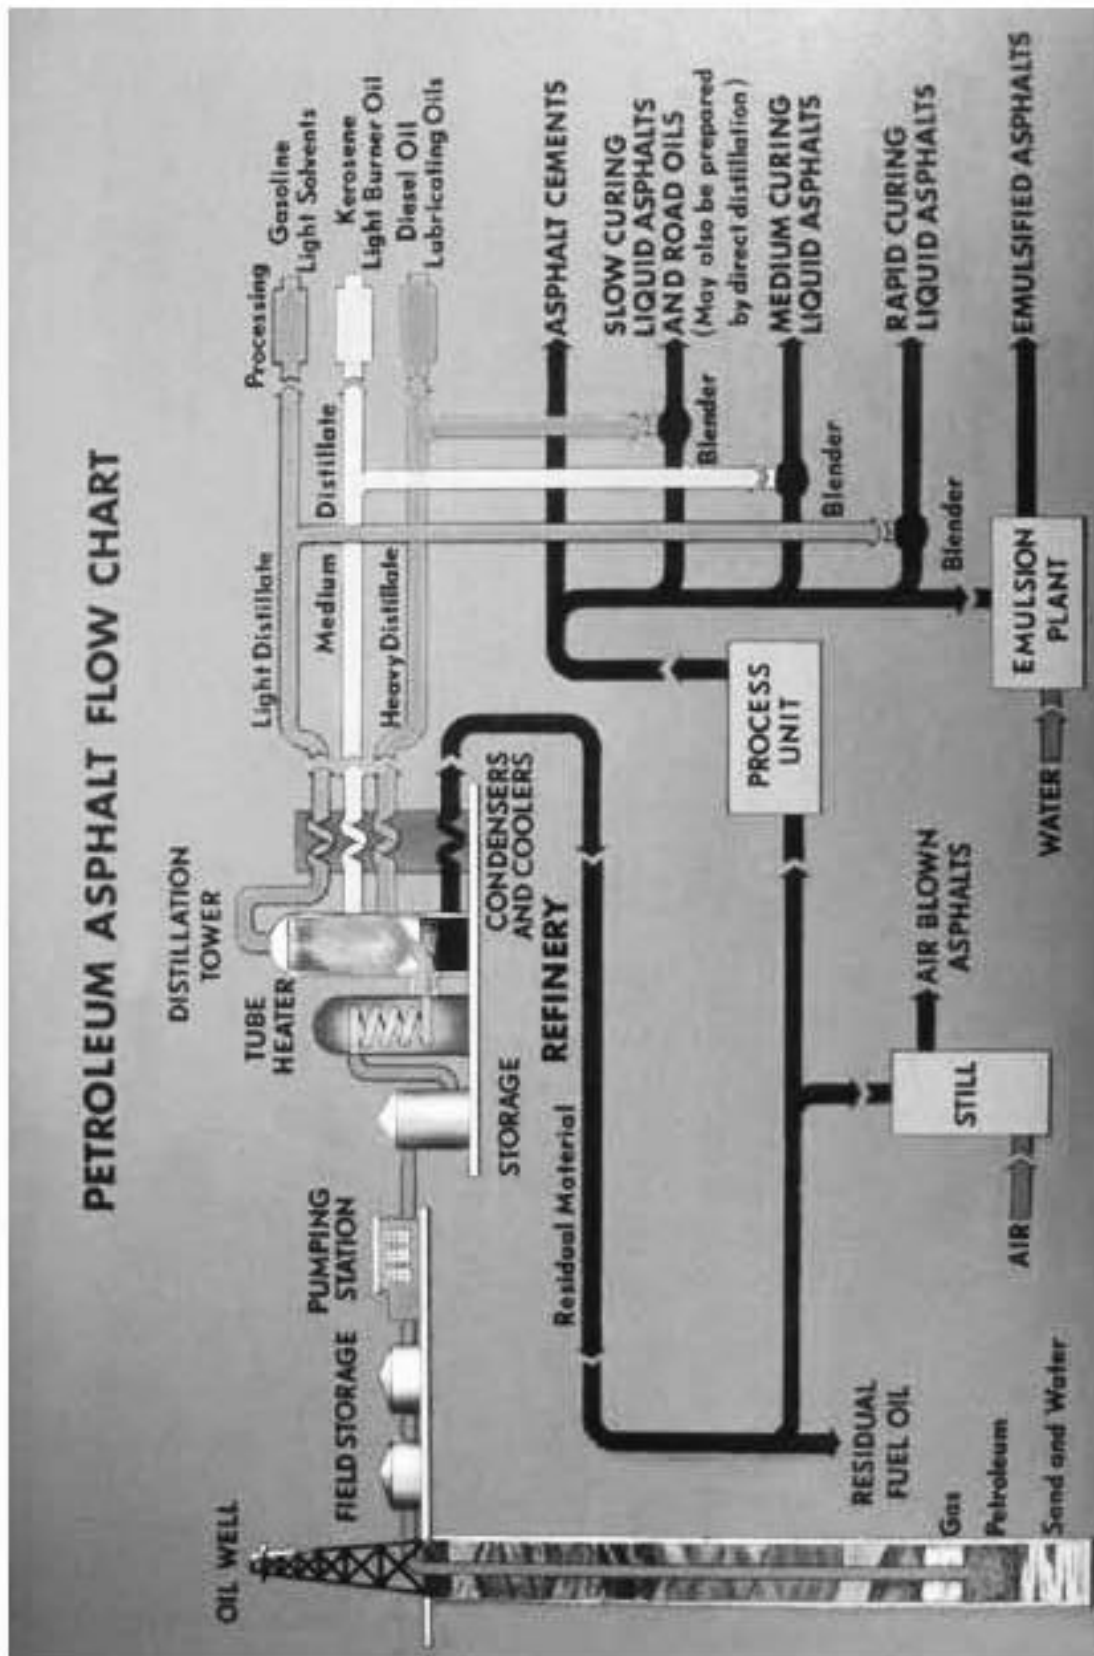 PETROLEUM ASPHALT FLOW CHART
OIL WELL
FIELD STORAGE
PUMPING
STATION
DISTILLATION
TOWER
TUBE
HEATER
STORAGE
CONDENSERS
AND COOLERS
REFINERY
Light Distillate
Medium Distillate
Heavy Distillate
Processing
Gasoline
Light Solvents
Kerosene
Light Burner Oil
Diesel Oil
Lubricating Oils
ASPHALT CEMENTS
SLOW CURING
LIQUID ASPHALTS
AND ROAD OILS
(May also be prepared
by direct distillation)
Blender
MEDIUM CURING
LIQUID ASPHALTS
Blender
RAPID CURING
LIQUID ASPHALTS
Blender
EMULSIFIED ASPHALTS
EMULSION
PLANT
WATER
PROCESS
UNIT
Residual Material
AIR BLOWN
ASPHALTS
STILL
AIR
RESIDUAL
FUEL OIL
Gas
Petroleum
Sand and Water